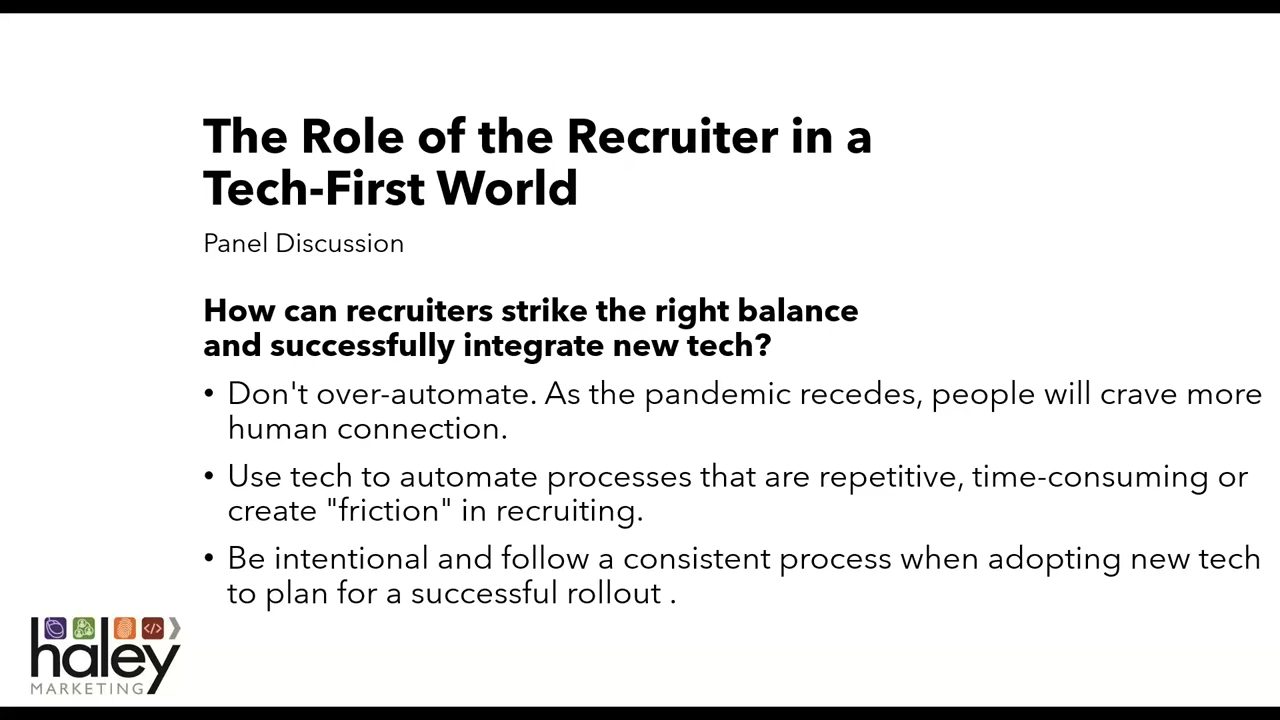 The Role of the Recruiter in a
Tech-First World
Panel Discussion
How can recruiters strike the right balance
and successfully integrate new tech?
• Don't over-automate. As the pandemic recedes, people will crave more
human connection.
• Use tech to automate processes that are repetitive, time-consuming or
create "friction" in recruiting.
• Be intentional and follow a consistent process when adopting new tech
to plan for a successful rollout .
</>
haley
MARKETING